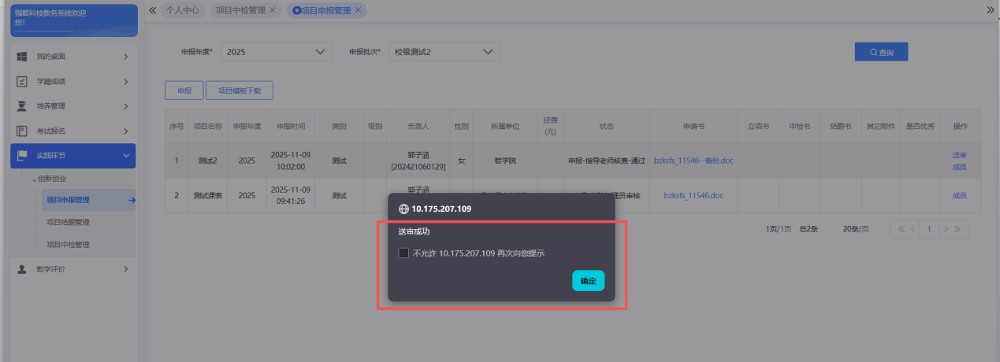 强智科技教务系统欢迎
您!
个人中心
项目中检管理
项目申报管理
我的桌面
学籍成绩
培养管理
考试报名
实践环节
创新创业
项目申报管理
项目结题管理
项目中检管理
教学评价
申报年度* 2025 申报批次* 校级测试2 查询
申报 项目模板下载
序号 项目名称 申报年度 申报时间 类别 级别 负责人 性别 所属单位 经费(元) 状态 申请书 立项书 中检书 结题书 其它附件 是否优秀 操作
1 测试2 2025 2025-11-09 10:02:00 测试 郭子涵 [202421060129] 女 哲学院 申报-指导老师核查-通过 bzksfs_11546--备份.doc 送审 成员
2 测试课表 2025 2025-11-09 09:41:26 测试 郭子涵 理员审核 bzksfs_11546.doc 成员
1页/1页 总2条 20条/页 1
10.175.207.109
送审成功
不允许 10.175.207.109 再次向您提示
确定